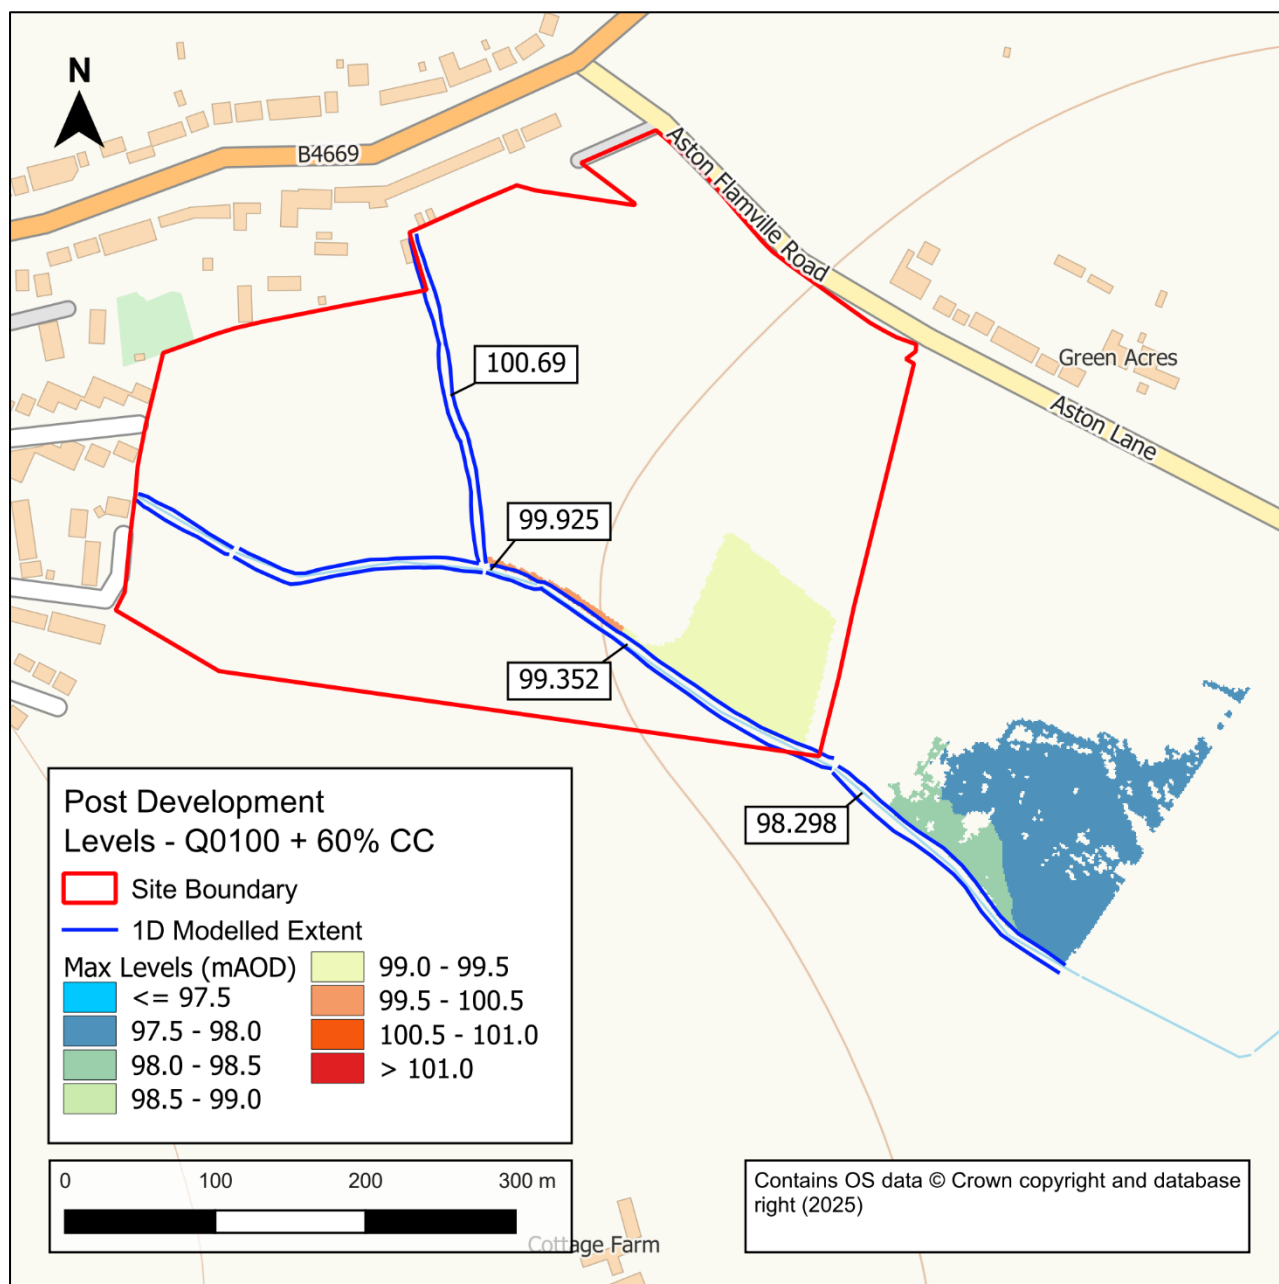 N
B4669
Aston Flamville Road
Green Acres
Aston Lane
100.69
99.925
99.352
98.298
Post Development
Levels - Q0100 + 60% CC
Site Boundary
1D Modelled Extent
Max Levels (mAOD)
<= 97.5
97.5 - 98.0
98.0 - 98.5
98.5 - 99.0
99.0 - 99.5
99.5 - 100.5
100.5 - 101.0
> 101.0
0 100 200 300 m
Cottage Farm
Contains OS data © Crown copyright and database
right (2025)